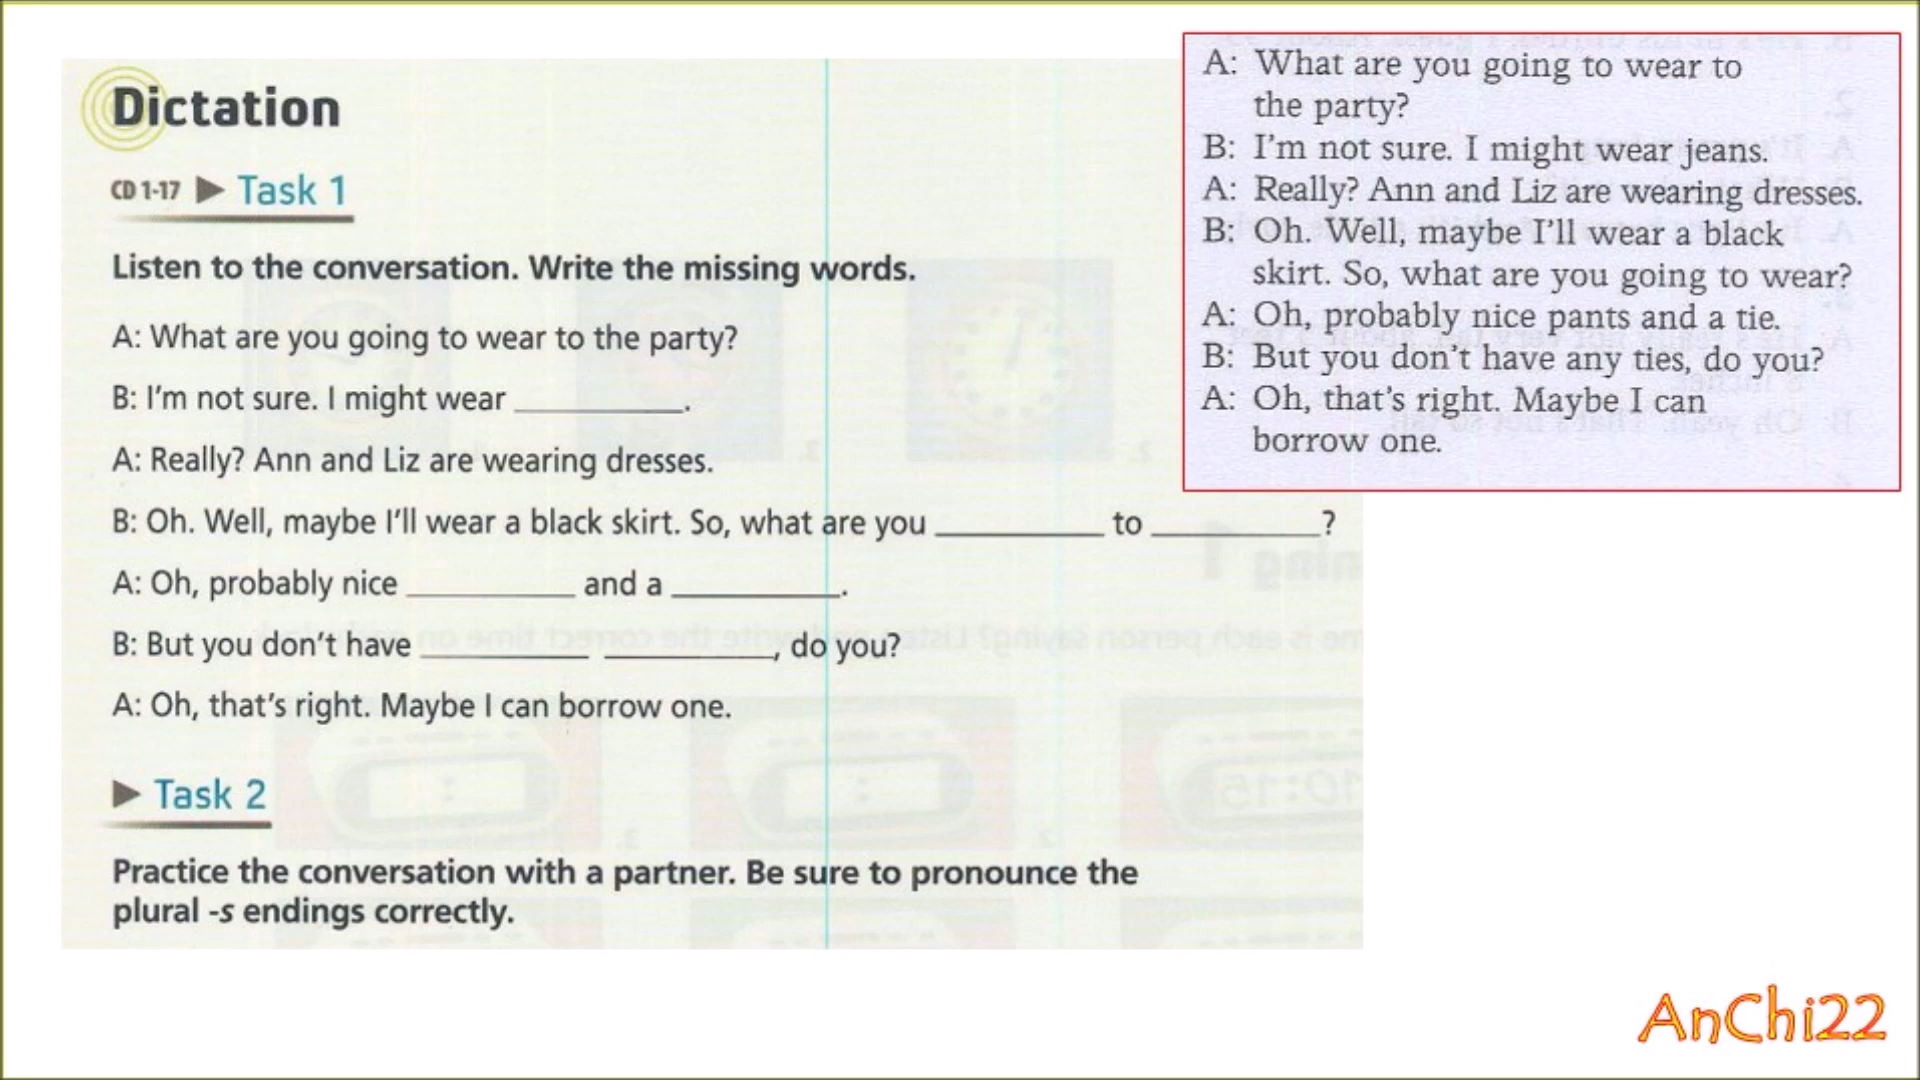 Dictation
CD 1-17 ▶ Task 1
Listen to the conversation. Write the missing words.
A: What are you going to wear to the party?
B: I'm not sure. I might wear __________.
A: Really? Ann and Liz are wearing dresses.
B: Oh. Well, maybe I'll wear a black skirt. So, what are you __________ to __________?
A: Oh, probably nice __________ and a __________.
B: But you don't have __________ __________, do you?
A: Oh, that's right. Maybe I can borrow one.
▶ Task 2
Practice the conversation with a partner. Be sure to pronounce the
plural -s endings correctly.
A: What are you going to wear to
the party?
B: I'm not sure. I might wear jeans.
A: Really? Ann and Liz are wearing dresses.
B: Oh. Well, maybe I'll wear a black
skirt. So, what are you going to wear?
A: Oh, probably nice pants and a tie.
B: But you don't have any ties, do you?
A: Oh, that's right. Maybe I can
borrow one.
AnChi22